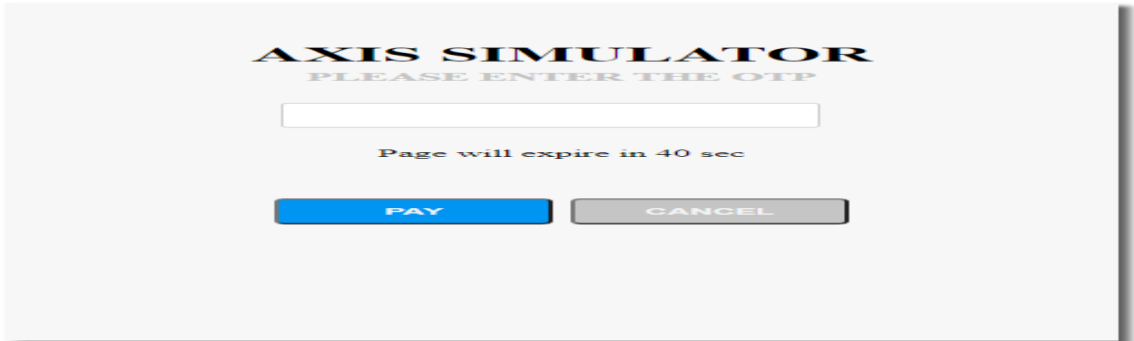 AXIS SIMULATOR
PLEASE ENTER THE OTP
Page will expire in 40 sec
PAY CANCEL